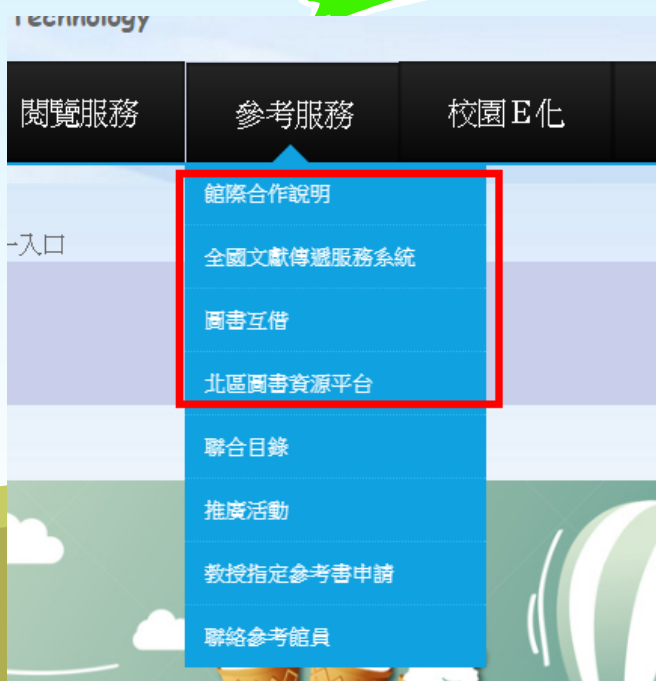 Technology
閱覽服務 參考服務 校園E化
館際合作說明
一入口
全國文獻傳遞服務系統
圖書互借
北區圖書資源平台
聯合目錄
推廣活動
教授指定參考書申請
聯絡參考館員